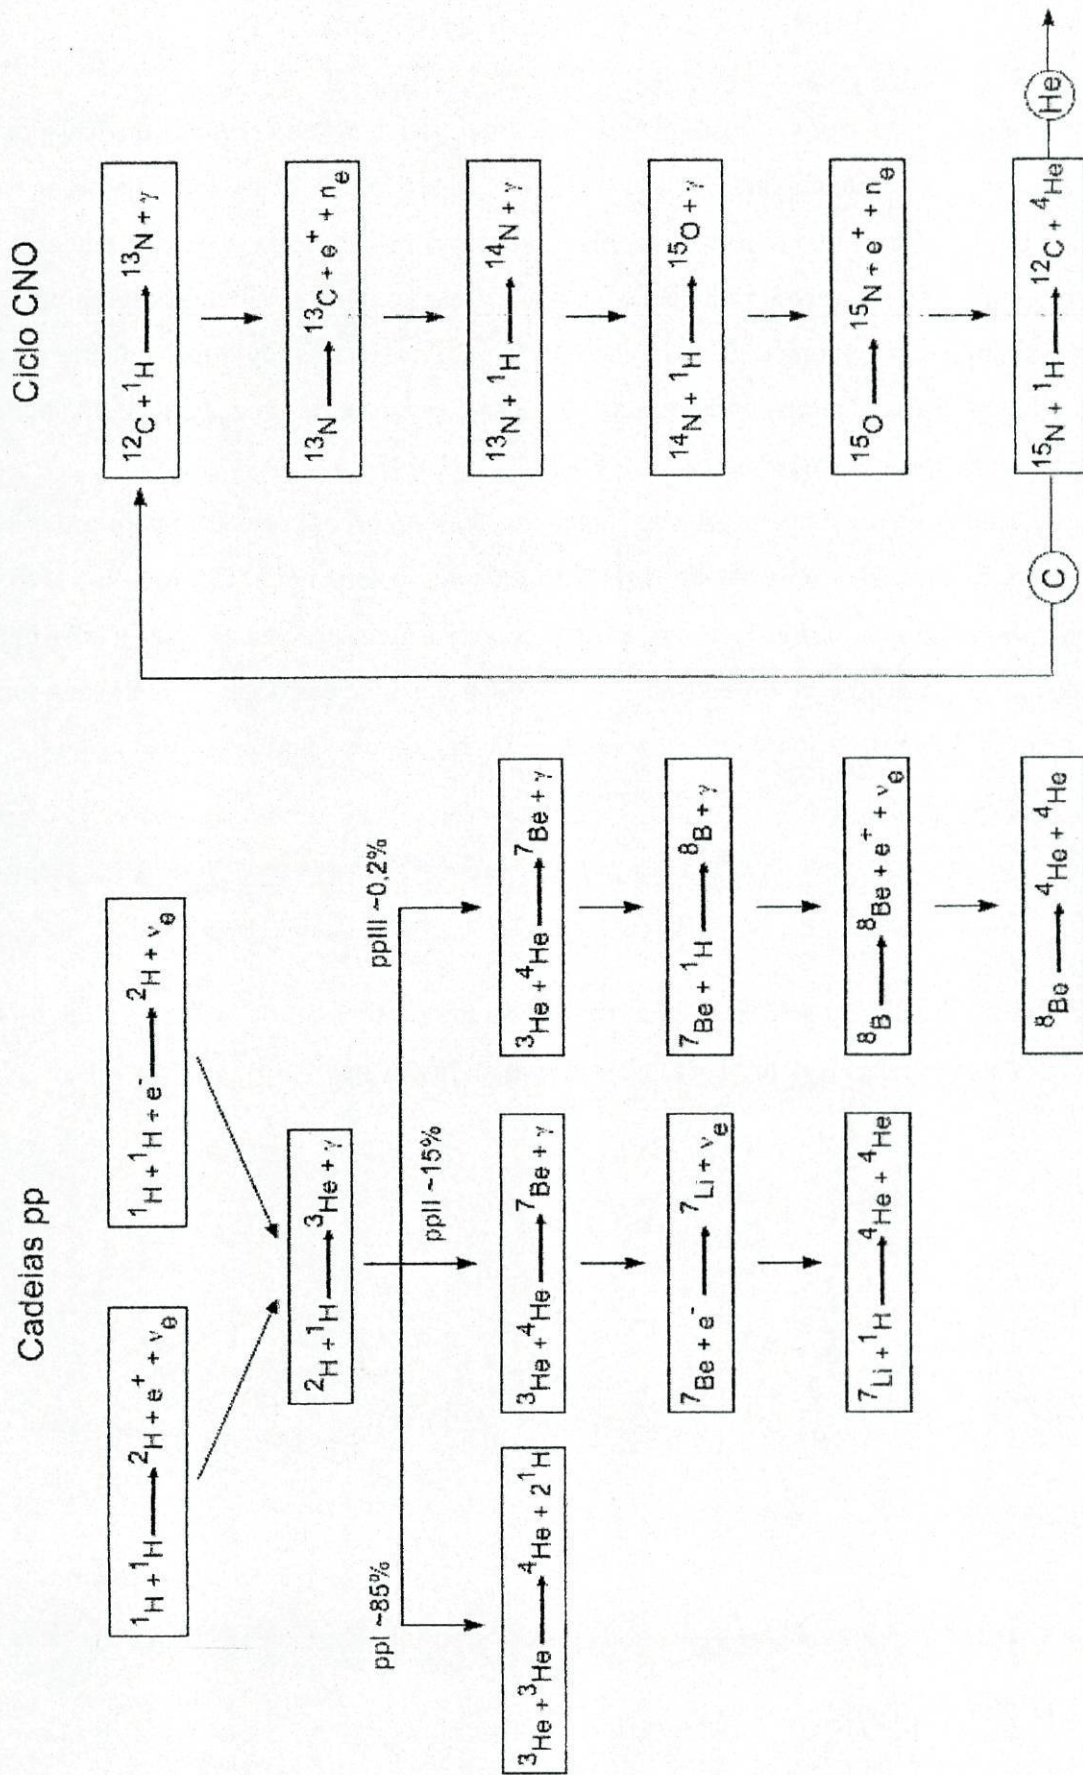 Cadeias pp
¹H + ¹H ⟶ ²H + e⁺ + νₑ
¹H + ¹H + e⁻ ⟶ ²H + νₑ
²H + ¹H ⟶ ³He + γ
ppI ~85%
ppII ~15%
ppIII ~0,2%
³He + ³He ⟶ ⁴He + 2¹H
³He + ⁴He ⟶ ⁷Be + γ
⁷Be + e⁻ ⟶ ⁷Li + νₑ
⁷Li + ¹H ⟶ ⁴He + ⁴He
³He + ⁴He ⟶ ⁷Be + γ
⁷Be + ¹H ⟶ ⁸B + γ
⁸B ⟶ ⁸Be + e⁺ + νₑ
⁸Be ⟶ ⁴He + ⁴He
Ciclo CNO
¹²C + ¹H ⟶ ¹³N + γ
¹³N ⟶ ¹³C + e⁺ + nₑ
¹³N + ¹H ⟶ ¹⁴N + γ
¹⁴N + ¹H ⟶ ¹⁵O + γ
¹⁵O ⟶ ¹⁵N + e⁺ + nₑ
¹⁵N + ¹H ⟶ ¹²C + ⁴He
C
He